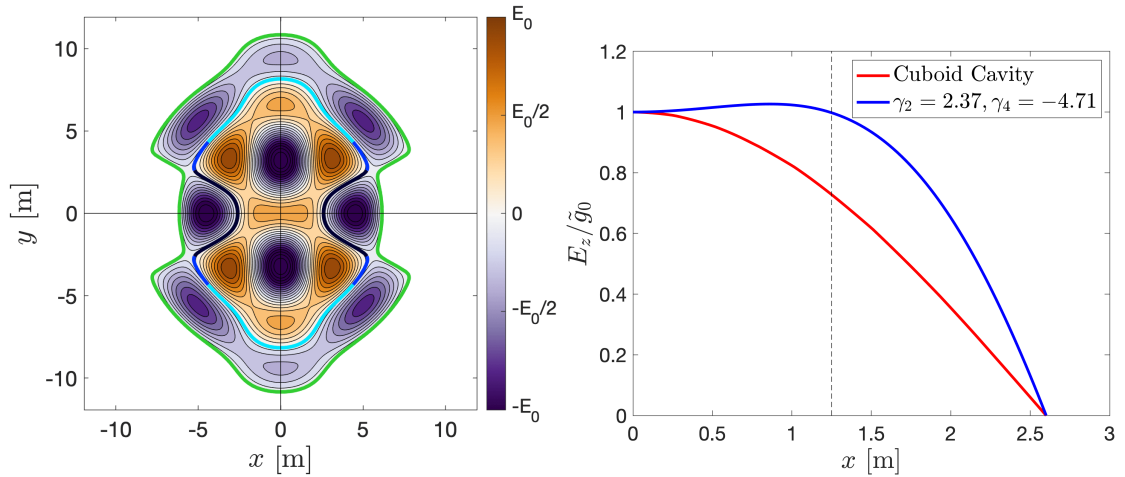 10
5
0
-5
-10
y [m]
-10
-5
0
5
10
x [m]
E₀
E₀/2
0
-E₀/2
-E₀
1.2
1
0.8
0.6
0.4
0.2
0
E_z/g̃₀
0
0.5
1
1.5
2
2.5
3
x [m]
Cuboid Cavity
γ₂ = 2.37, γ₄ = −4.71